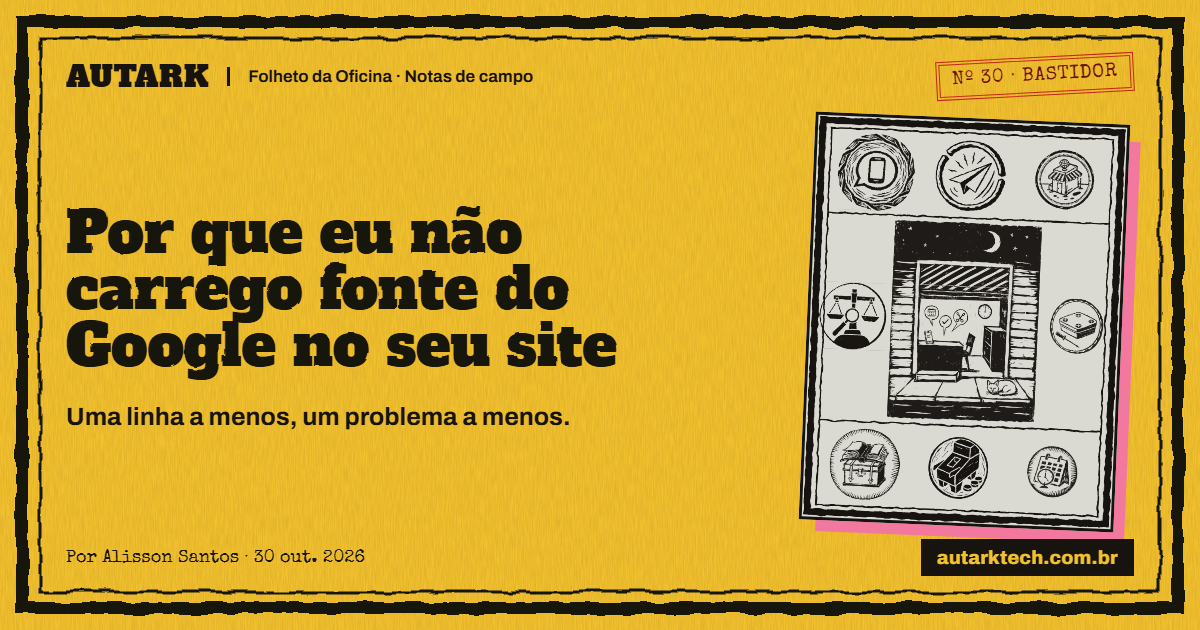 AUTARK
Folheto da Oficina · Notas de campo
Nº 30 · BASTIDOR
Por que eu não
carrego fonte do
Google no seu site
Uma linha a menos, um problema a menos.
Por Alisson Santos · 30 out. 2026
autarktech.com.br